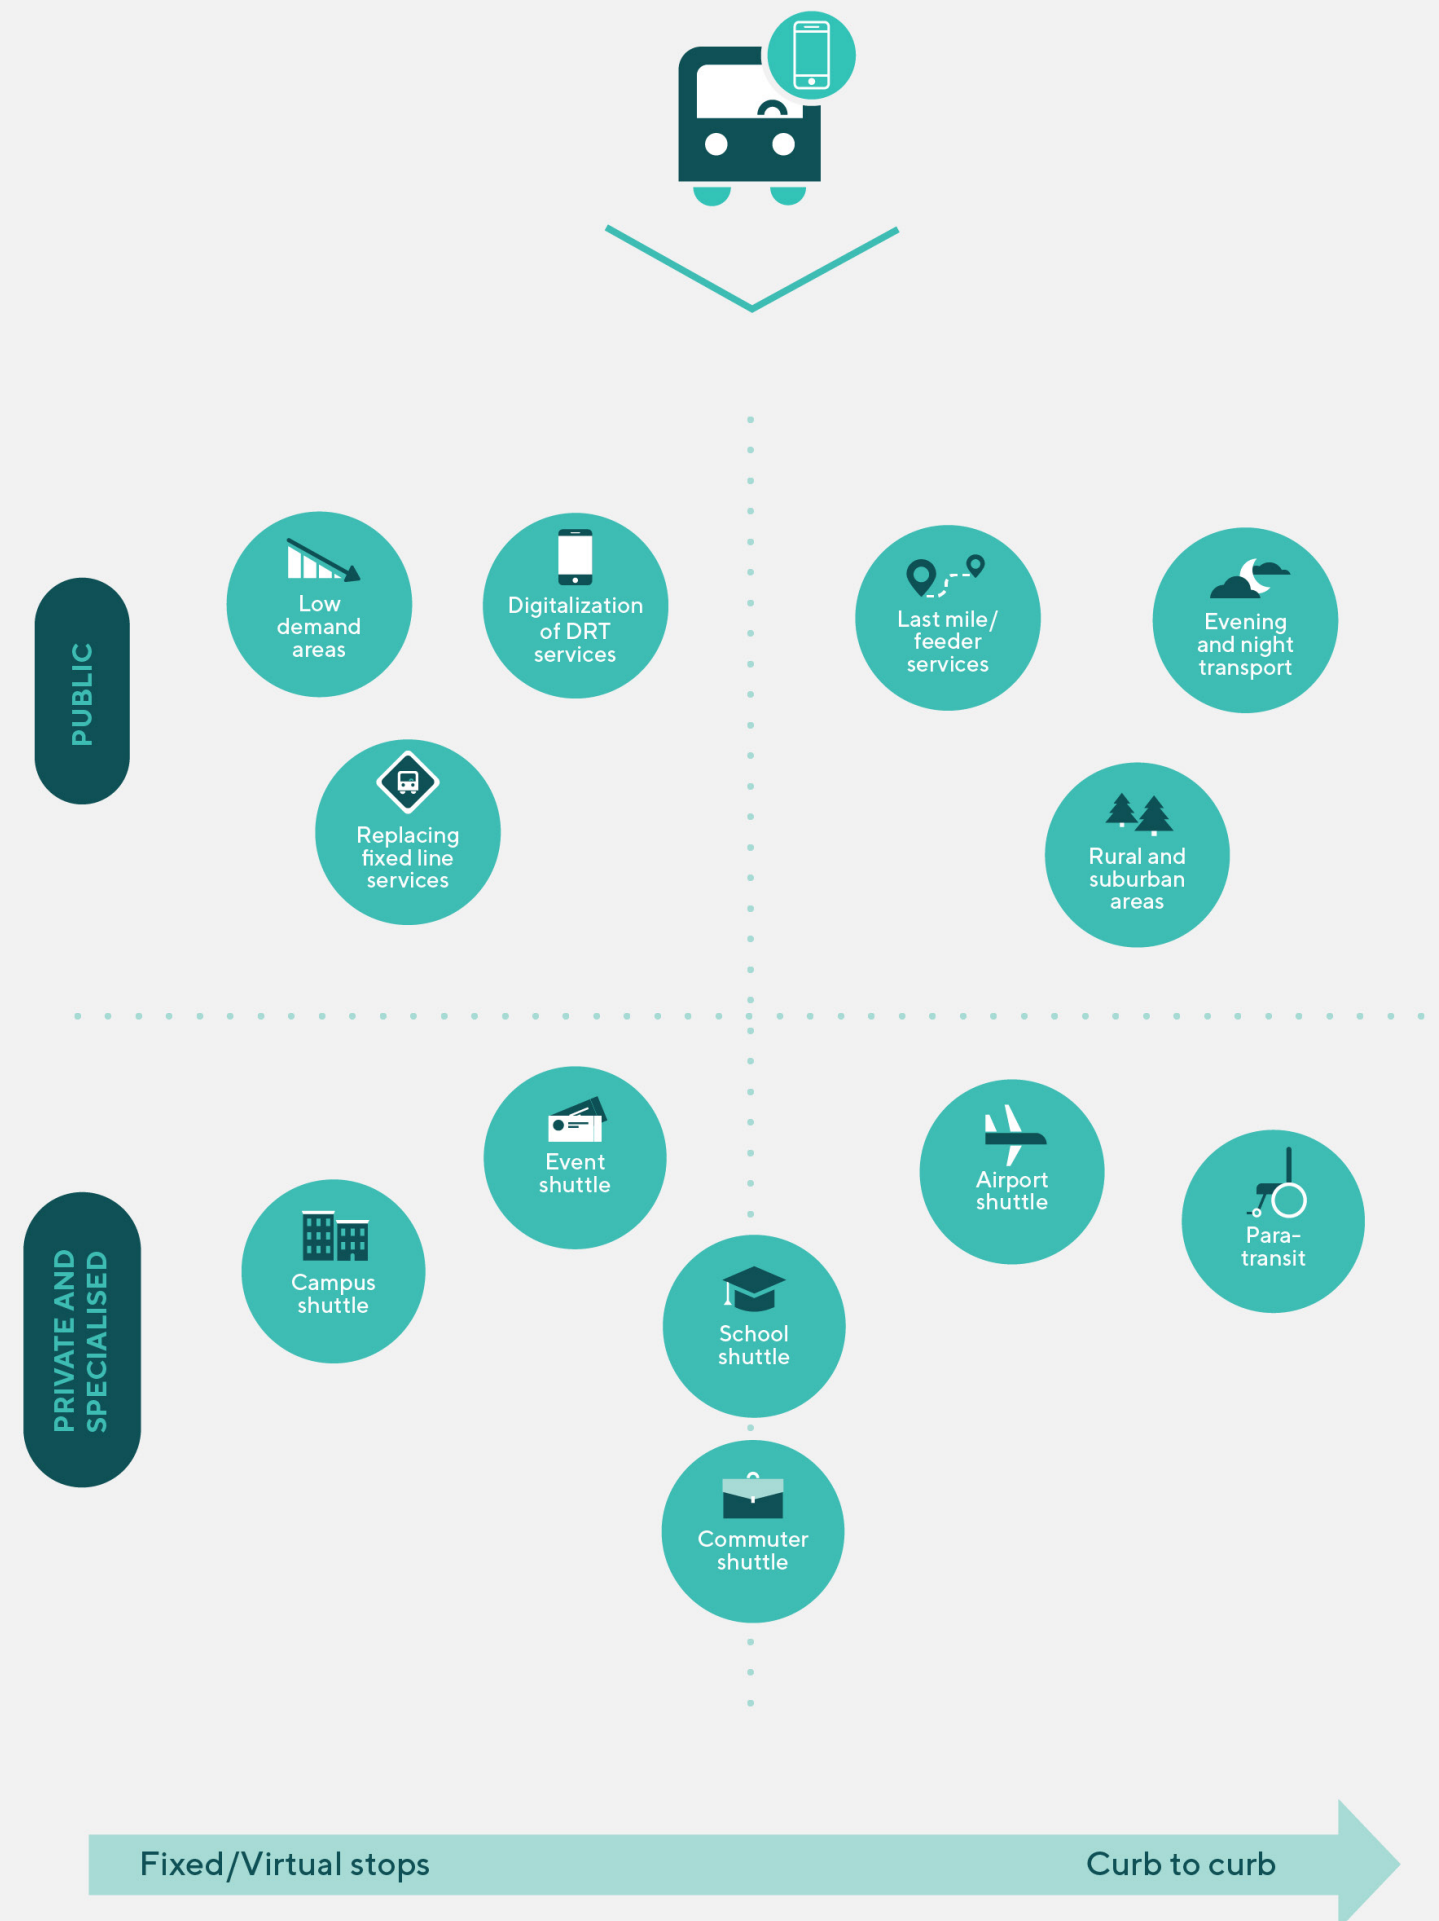 PUBLIC
Low
demand
areas
Digitalization
of DRT
services
Replacing
fixed line
services
Last mile/
feeder
services
Evening
and night
transport
Rural and
suburban
areas
PRIVATE AND
SPECIALISED
Campus
shuttle
Event
shuttle
School
shuttle
Commuter
shuttle
Airport
shuttle
Para-
transit
Fixed/Virtual stops
Curb to curb